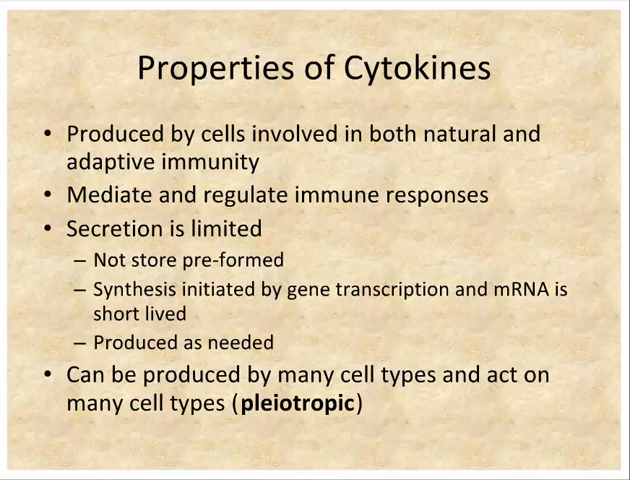 Properties of Cytokines
• Produced by cells involved in both natural and
adaptive immunity
• Mediate and regulate immune responses
• Secretion is limited
– Not store pre-formed
– Synthesis initiated by gene transcription and mRNA is
short lived
– Produced as needed
• Can be produced by many cell types and act on
many cell types (pleiotropic)